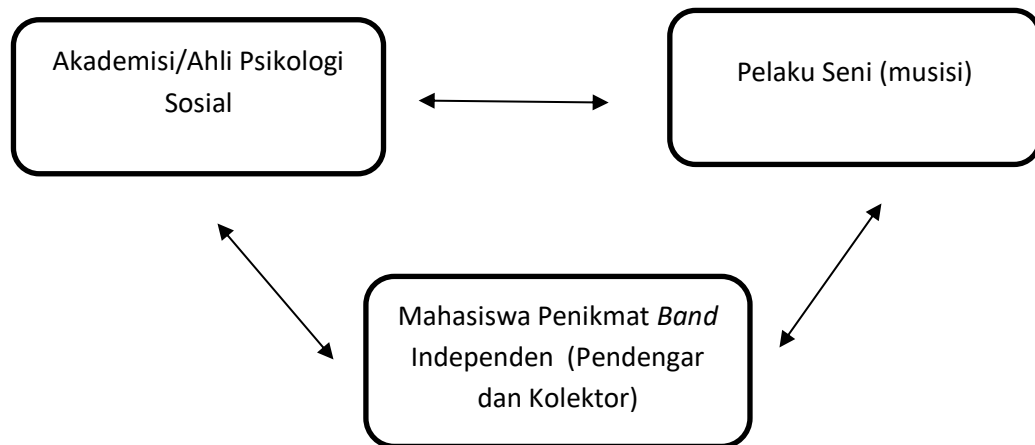 Akademisi/Ahli Psikologi
Sosial
Pelaku Seni (musisi)
Mahasiswa Penikmat Band
Independen (Pendengar
dan Kolektor)